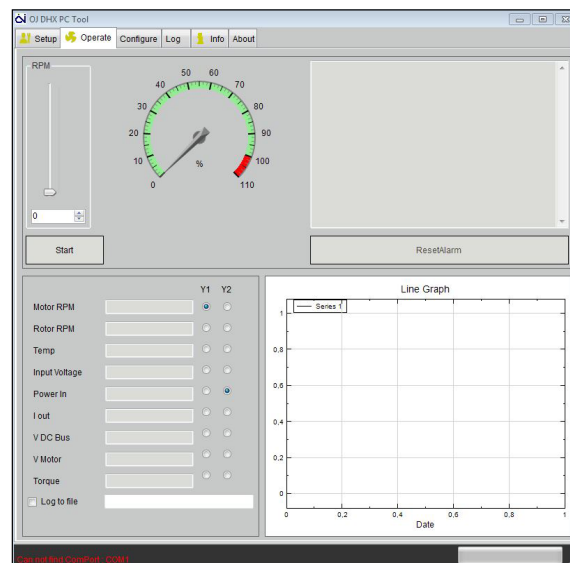 OJ DHX PC Tool
Setup Operate Configure Log Info About
RPM
0
Start
0 10 20 30 40 50 60 70 80 90 100 110
%
ResetAlarm
Y1 Y2
Motor RPM
Rotor RPM
Temp
Input Voltage
Power In
I out
V DC Bus
V Motor
Torque
Log to file
Line Graph
Series 1
1
0,8
0,6
0,4
0,2
0
0 0,2 0,4 0,6 0,8 1
Date
Can not find ComPort : COM1